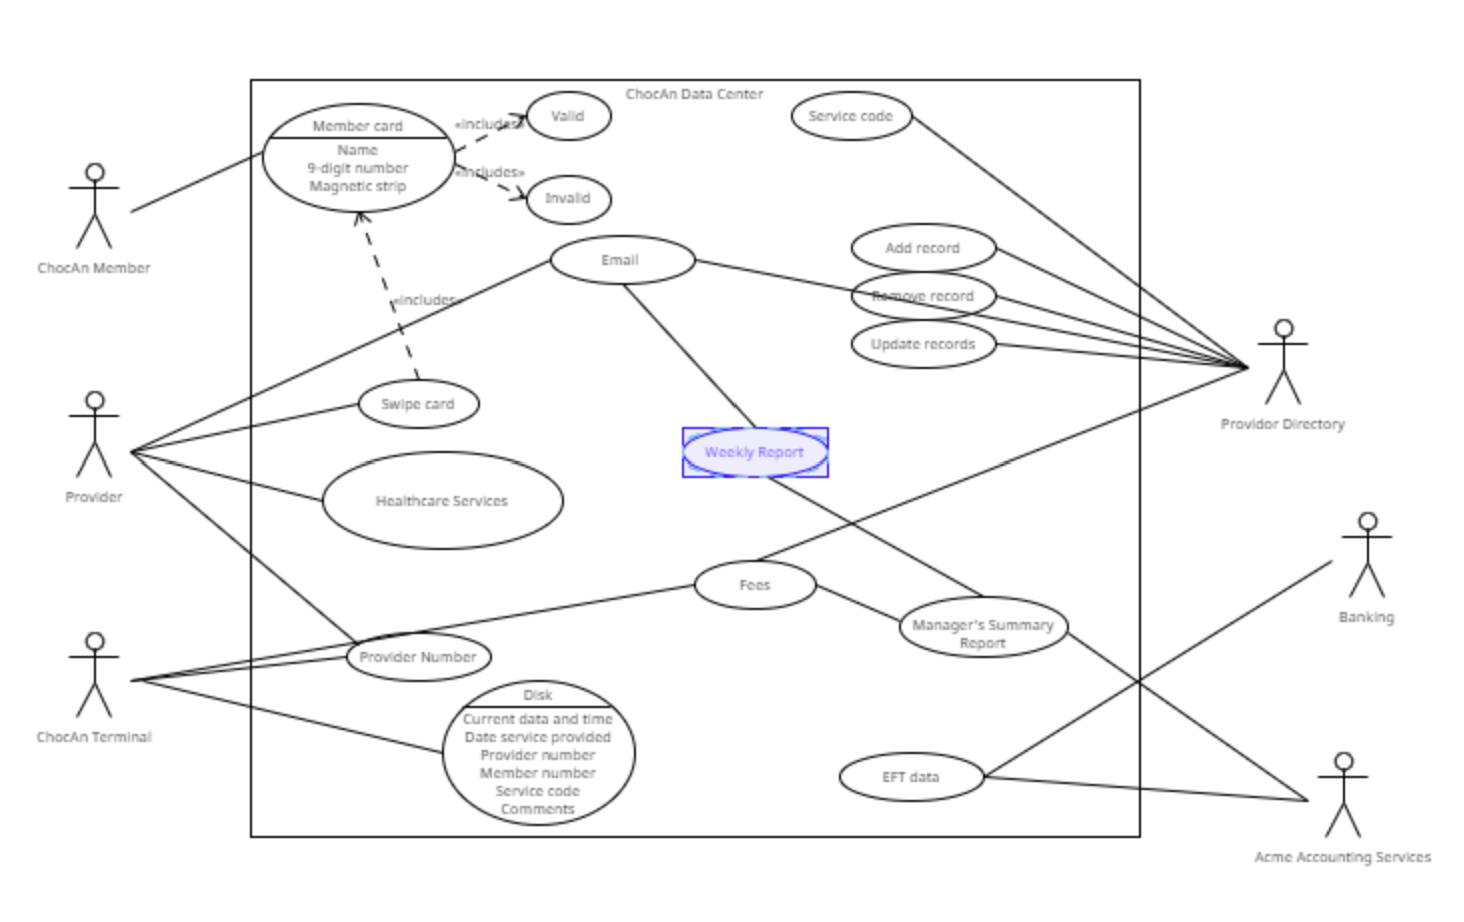 ChocAn Data Center
Member card
Name
9-digit number
Magnetic strip
«includes»
Valid
«includes»
Invalid
Service code
ChocAn Member
Email
Add record
Remove record
Update records
«includes»
Swipe card
Providor Directory
Provider
Weekly Report
Healthcare Services
Fees
Banking
Manager's Summary
Report
Provider Number
ChocAn Terminal
Disk
Current data and time
Date service provided
Provider number
Member number
Service code
Comments
EFT data
Acme Accounting Services